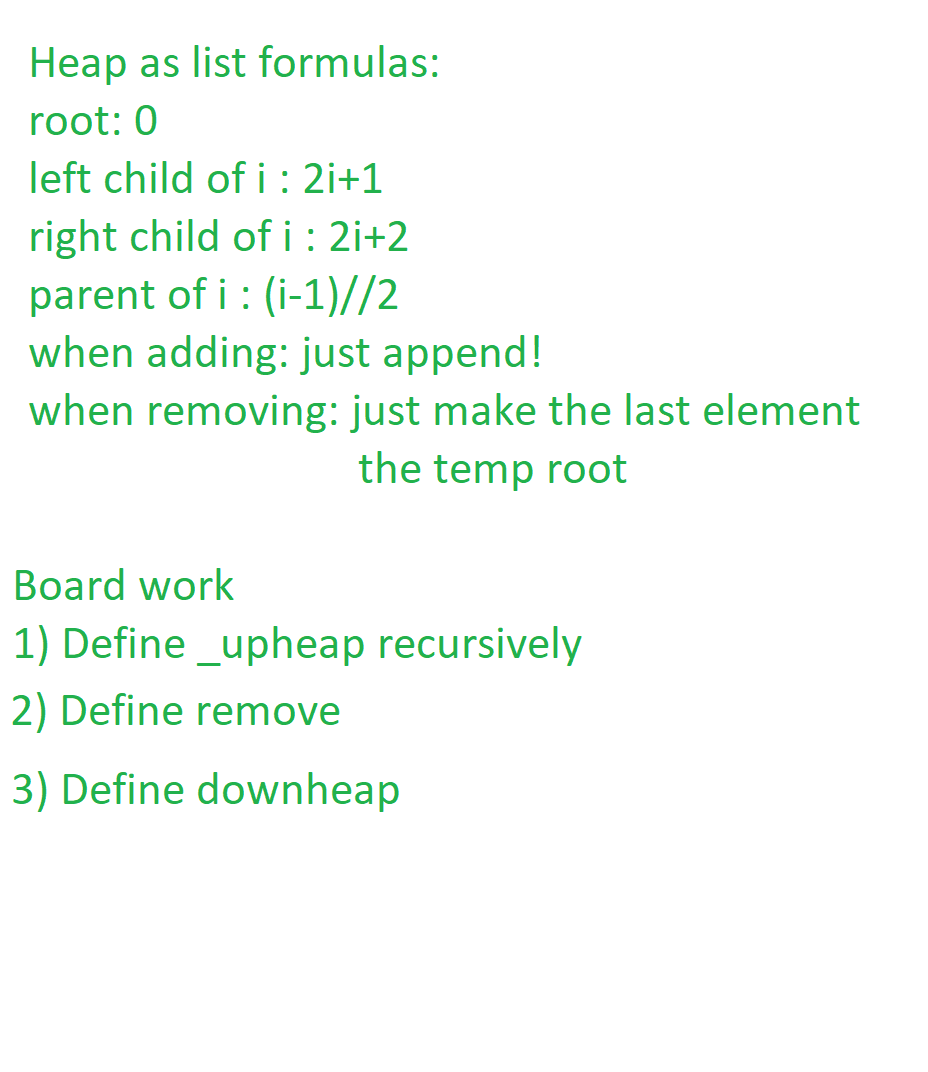 Heap as list formulas:
root: 0
left child of i : 2i+1
right child of i : 2i+2
parent of i : (i-1)//2
when adding: just append!
when removing: just make the last element
the temp root
Board work
1) Define _upheap recursively
2) Define remove
3) Define downheap